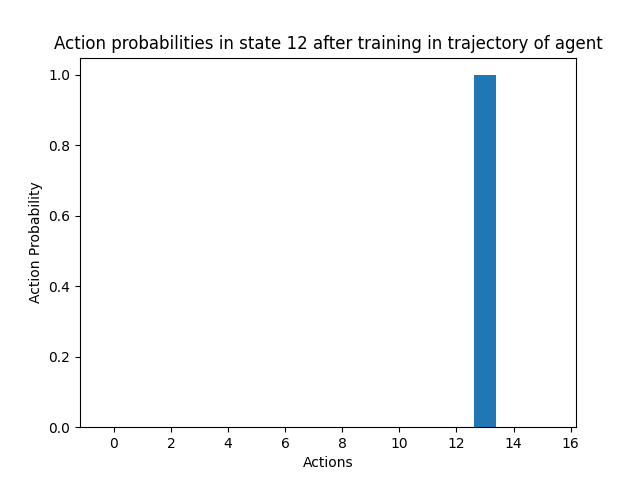 Action probabilities in state 12 after training in trajectory of agent
1.0
0.8
0.6
0.4
0.2
0.0
Action Probability
0 2 4 6 8 10 12 14 16
Actions